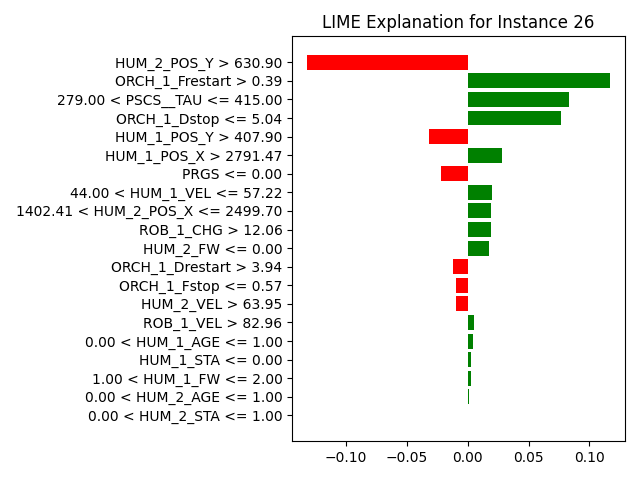 LIME Explanation for Instance 26
HUM_2_POS_Y > 630.90
ORCH_1_Frestart > 0.39
279.00 < PSCS__TAU <= 415.00
ORCH_1_Dstop <= 5.04
HUM_1_POS_Y > 407.90
HUM_1_POS_X > 2791.47
PRGS <= 0.00
44.00 < HUM_1_VEL <= 57.22
1402.41 < HUM_2_POS_X <= 2499.70
ROB_1_CHG > 12.06
HUM_2_FW <= 0.00
ORCH_1_Drestart > 3.94
ORCH_1_Fstop <= 0.57
HUM_2_VEL > 63.95
ROB_1_VEL > 82.96
0.00 < HUM_1_AGE <= 1.00
HUM_1_STA <= 0.00
1.00 < HUM_1_FW <= 2.00
0.00 < HUM_2_AGE <= 1.00
0.00 < HUM_2_STA <= 1.00
−0.10 −0.05 0.00 0.05 0.10